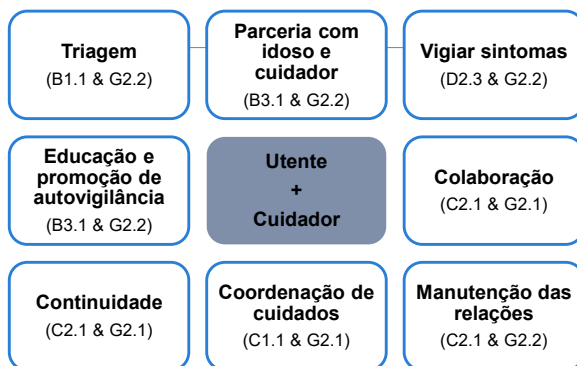 Triagem
(B1.1 & G2.2)
Parceria com
idoso e
cuidador
(B3.1 & G2.2)
Vigiar sintomas
(D2.3 & G2.2)
Educação e
promoção de
autovigilância
(B3.1 & G2.2)
Utente
+
Cuidador
Colaboração
(C2.1 & G2.1)
Continuidade
(C2.1 & G2.1)
Coordenação de
cuidados
(C1.1 & G2.1)
Manutenção das
relações
(C2.1 & G2.2)